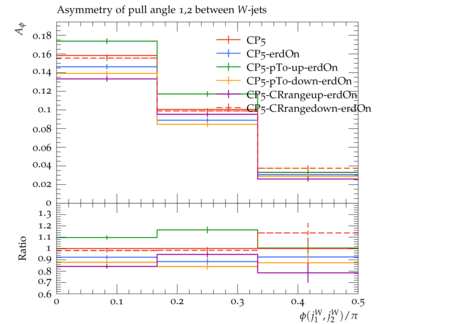 Asymmetry of pull angle 1,2 between W-jets
A_ϕ
0.18
0.16
0.14
0.12
0.1
0.08
0.06
0.04
0.02
0
CP5
CP5-erdOn
CP5-pTo-up-erdOn
CP5-pTo-down-erdOn
CP5-CRrangeup-erdOn
CP5-CRrangedown-erdOn
Ratio
1.3
1.2
1.1
1
0.9
0.8
0.7
0.6
0 0.1 0.2 0.3 0.4 0.5
ϕ(j_1^W, j_2^W)/π